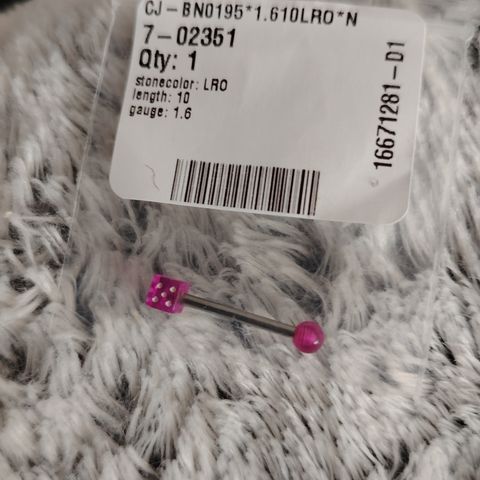 CJ-BN0195*1.610LRO*N
7-02351
Qty: 1
stonecolor: LRO
length: 10
gauge: 1.6
16671281-D1